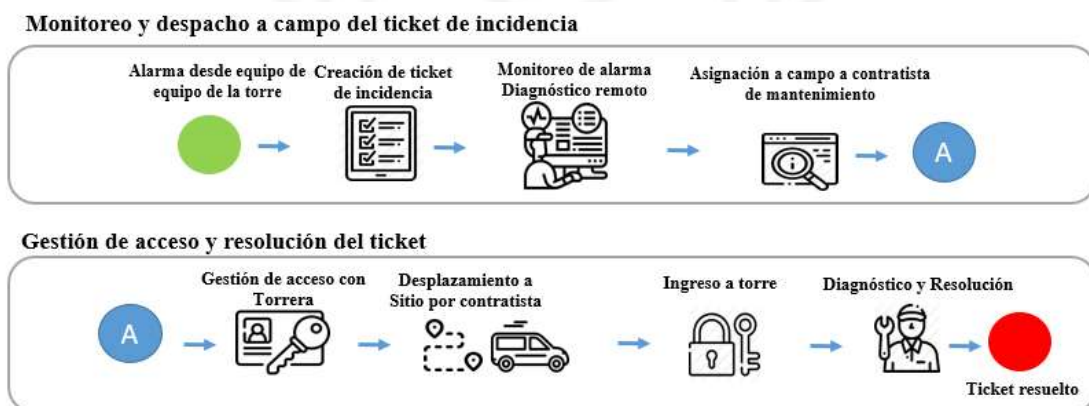 Monitoreo y despacho a campo del ticket de incidencia
Alarma desde equipo de
equipo de la torre
Creación de ticket
de incidencia
Monitoreo de alarma
Diagnóstico remoto
Asignación a campo a contratista
de mantenimiento
A
Gestión de acceso y resolución del ticket
A
Gestión de acceso con
Torrera
Desplazamiento a
Sitio por contratista
Ingreso a torre
Diagnóstico y Resolución
Ticket resuelto